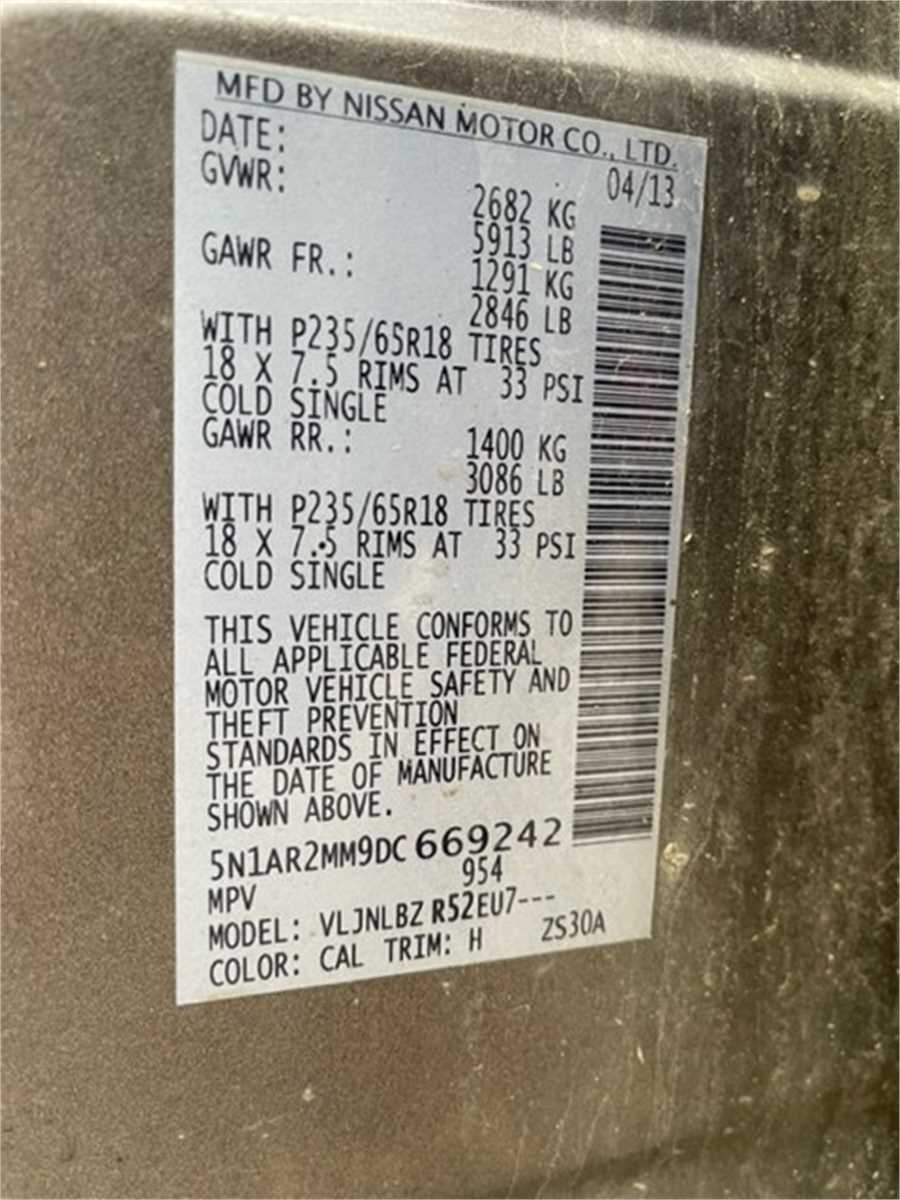 MFD BY NISSAN MOTOR CO., LTD.
DATE: 04/13
GVWR: 2682 KG
5913 LB
GAWR FR.: 1291 KG
2846 LB
WITH P235/65R18 TIRES
18 X 7.5 RIMS AT 33 PSI
COLD SINGLE
GAWR RR.: 1400 KG
3086 LB
WITH P235/65R18 TIRES
18 X 7.5 RIMS AT 33 PSI
COLD SINGLE
THIS VEHICLE CONFORMS TO
ALL APPLICABLE FEDERAL
MOTOR VEHICLE SAFETY AND
THEFT PREVENTION
STANDARDS IN EFFECT ON
THE DATE OF MANUFACTURE
SHOWN ABOVE.
5N1AR2MM9DC669242
MPV 954
MODEL: VLJNLBZ R52EU7---
COLOR: CAL TRIM: H ZS30A